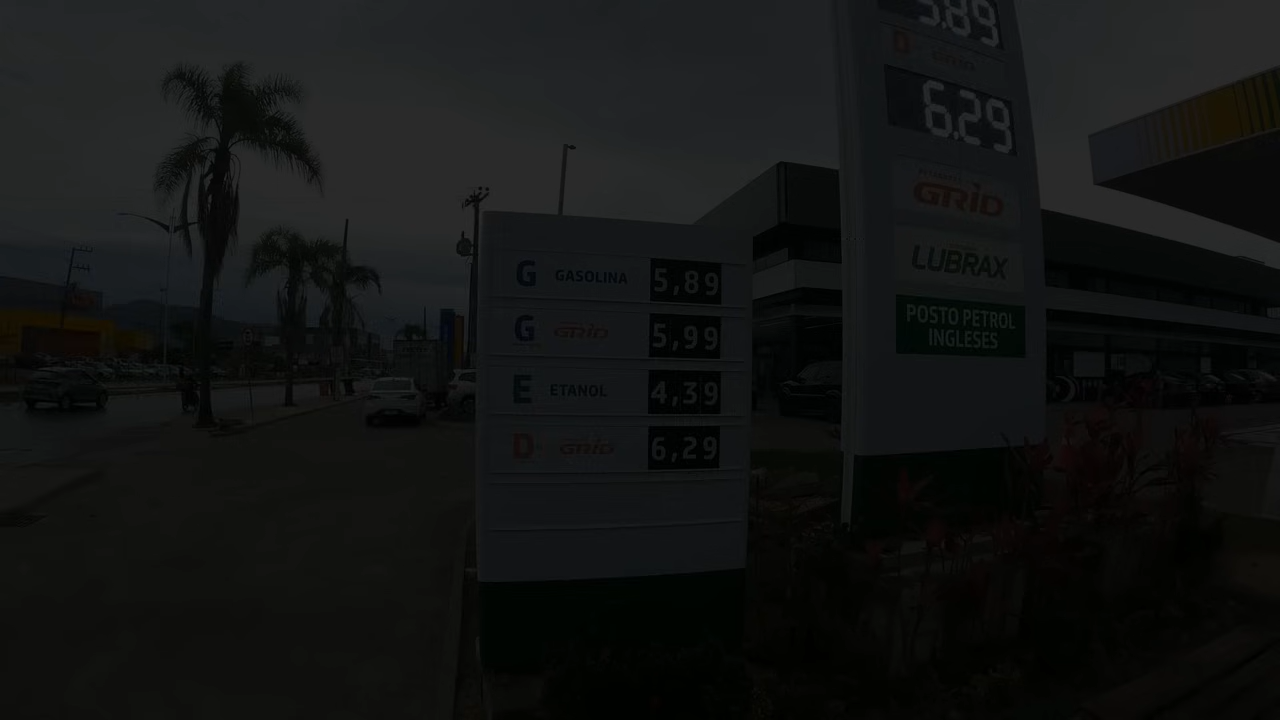 G GASOLINA 5,89
G GRID 5,99
E ETANOL 4,39
D GRID 6,29
5.89
D GRID
6.29
GRID
LUBRAX
POSTO PETROL
INGLESES